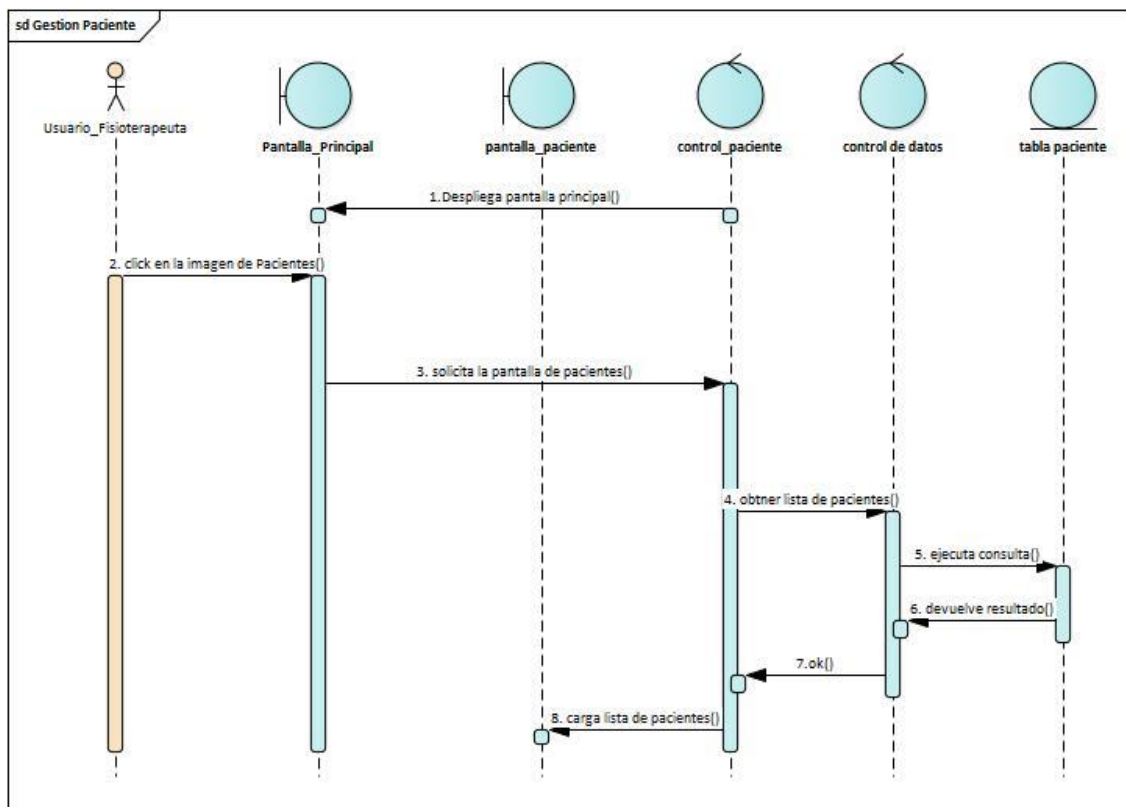 sd Gestion Paciente
Usuario_Fisioterapeuta
Pantalla_Principal
pantalla_paciente
control_paciente
control de datos
tabla paciente
1.Despliega pantalla principal()
2. click en la imagen de Pacientes()
3. solicita la pantalla de pacientes()
4. obtner lista de pacientes()
5. ejecuta consulta()
6. devuelve resultado()
7.ok()
8. carga lista de pacientes()